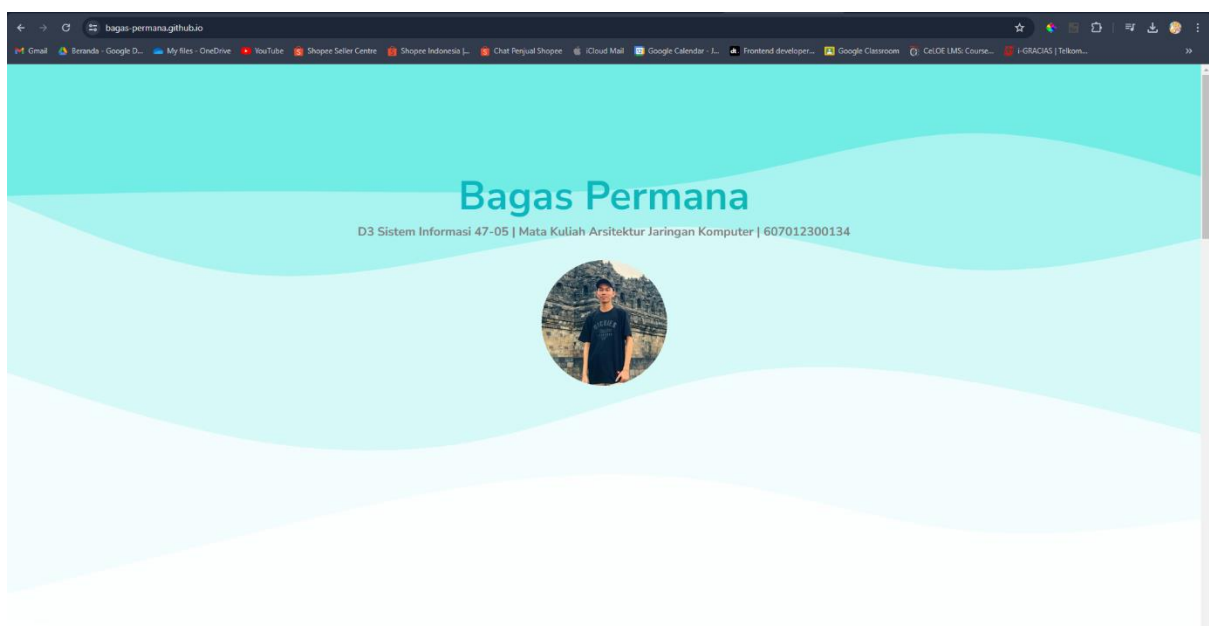 bagas-permana.github.io
Gmail Beranda - Google D... My files - OneDrive YouTube Shopee Seller Centre Shopee Indonesia |... Chat Penjual Shopee iCloud Mail Google Calendar - J... Frontend developer... Google Classroom CeLOE LMS: Course... i-GRACIAS | Telkom...
Bagas Permana
D3 Sistem Informasi 47-05 | Mata Kuliah Arsitektur Jaringan Komputer | 607012300134